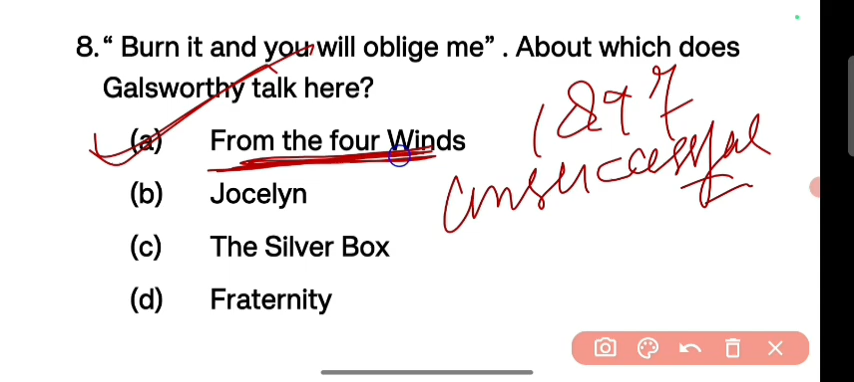 8. “ Burn it and you will oblige me” . About which does
Galsworthy talk here?
(a) From the four Winds
(b) Jocelyn
(c) The Silver Box
(d) Fraternity
1897
unsuccessful